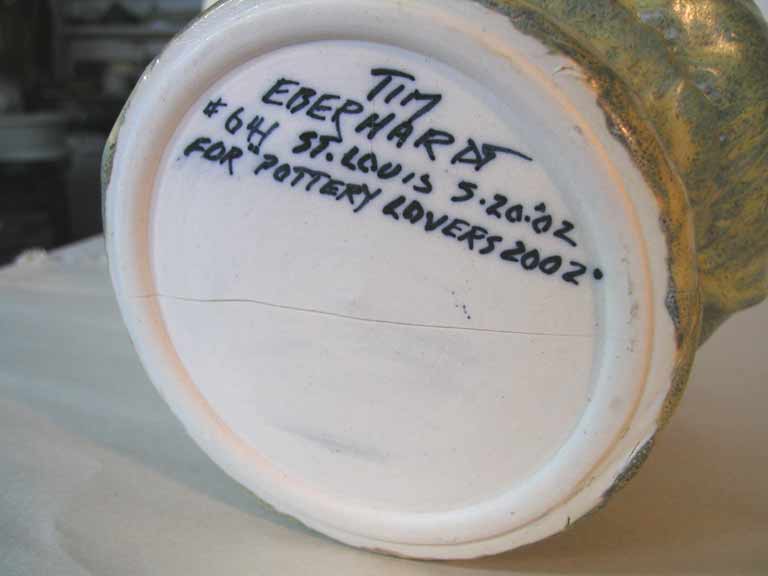 TIM
EBERHARDT
#64 ST. LOUIS 5.20.'02
FOR POTTERY LOVERS 2002.